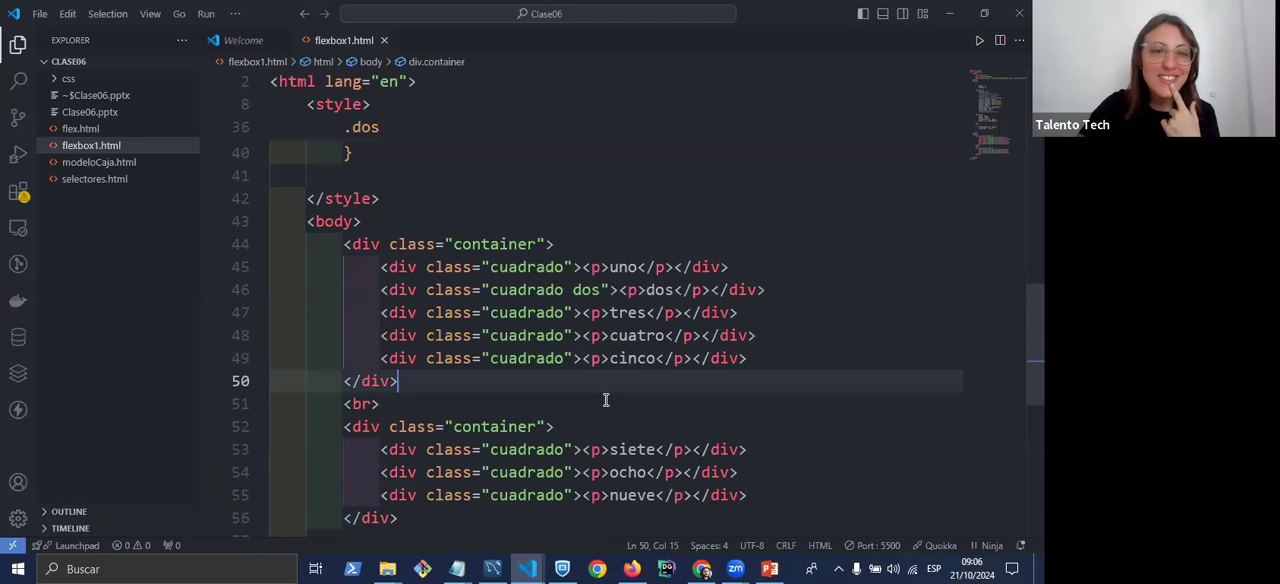 File Edit Selection View Go Run ··· Clase06
EXPLORER ···
Welcome flexbox1.html
CLASE06
flexbox1.html > html > body > div.container
css
~$Clase06.pptx
Clase06.pptx
flex.html
flexbox1.html
modeloCaja.html
selectores.html
2 <html lang="en">
8 <style>
36 .dos
40 }
41
42 </style>
43 <body>
44 <div class="container">
45 <div class="cuadrado"><p>uno</p></div>
46 <div class="cuadrado dos"><p>dos</p></div>
47 <div class="cuadrado"><p>tres</p></div>
48 <div class="cuadrado"><p>cuatro</p></div>
49 <div class="cuadrado"><p>cinco</p></div>
50 </div>
51 <br>
52 <div class="container">
53 <div class="cuadrado"><p>siete</p></div>
54 <div class="cuadrado"><p>ocho</p></div>
55 <div class="cuadrado"><p>nueve</p></div>
56 </div>
OUTLINE
TIMELINE
Launchpad 0 0 0 Ln 50, Col 15 Spaces: 4 UTF-8 CRLF HTML Port : 5500 Quokka Ninja
Buscar ESP 09:06
21/10/2024
Talento Tech